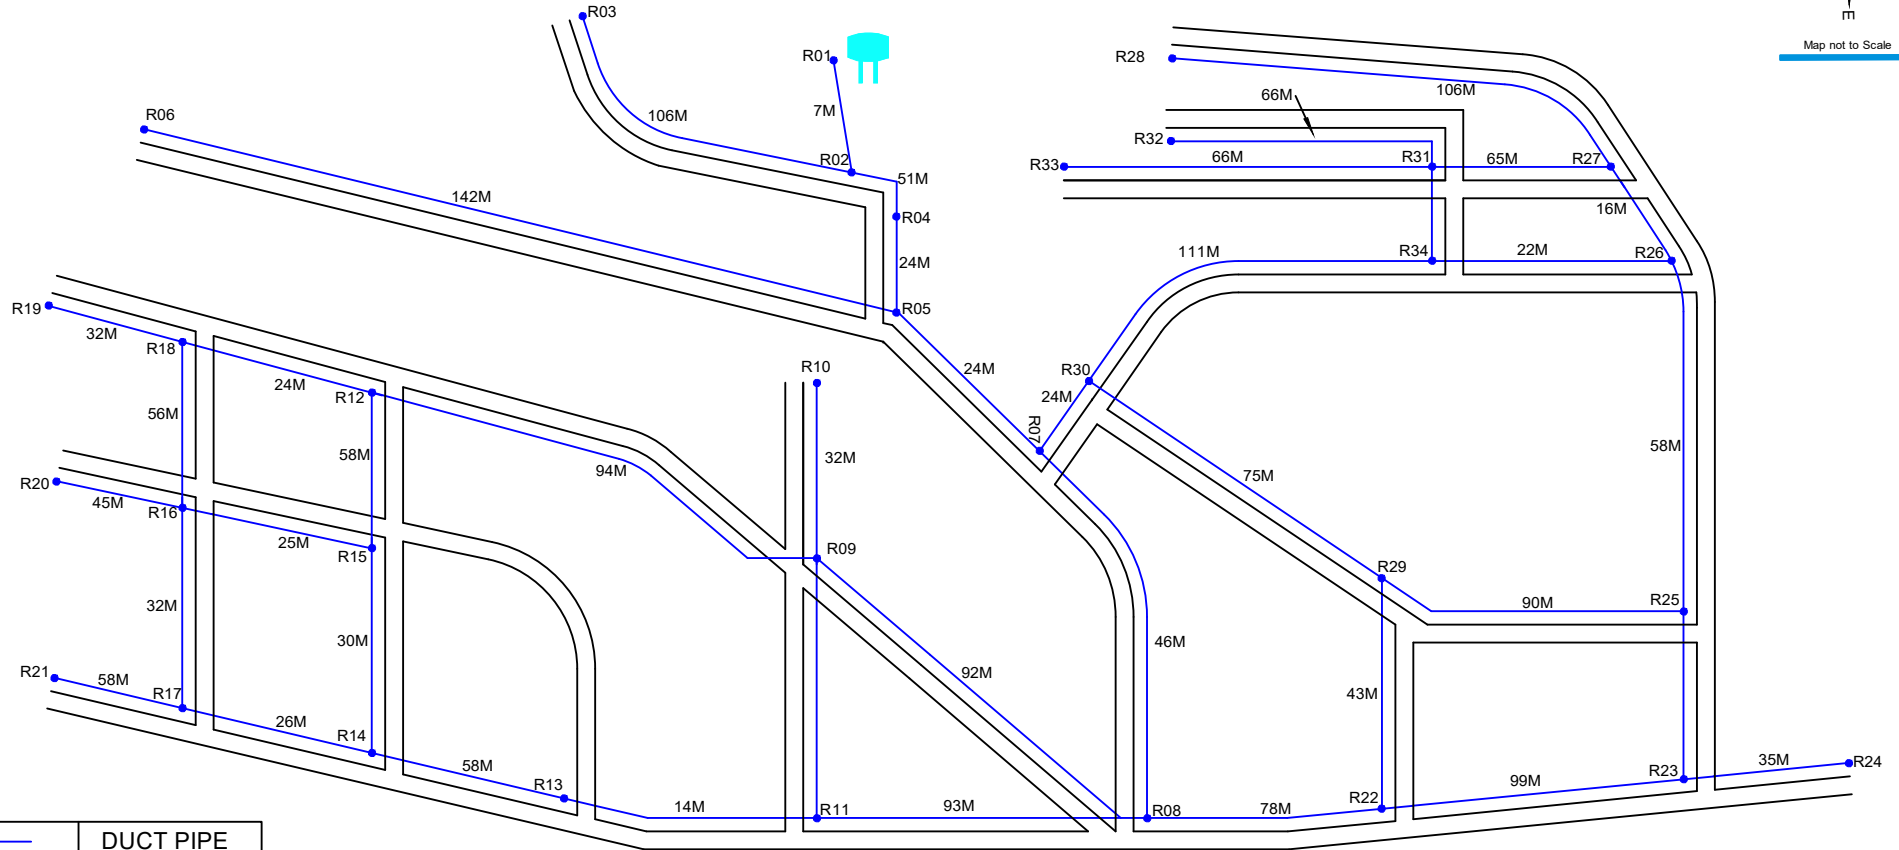 R03
E
R01
Map not to Scale
R28
106M
66M
7M
R06
106M
R32
R02
R33
66M
R31
65M
R27
51M
142M
16M
R04
111M
R34
22M
R26
24M
R19
R05
32M
R18
24M
R10
24M
R30
R12
24M
56M
R07
58M
58M
94M
32M
75M
R20
45M
R16
25M
R15
R09
R29
32M
90M
R25
30M
46M
R21
58M
R17
92M
43M
26M
R14
58M
R13
R23
35M
R24
99M
14M
R11
93M
R08
78M
R22
DUCT PIPE